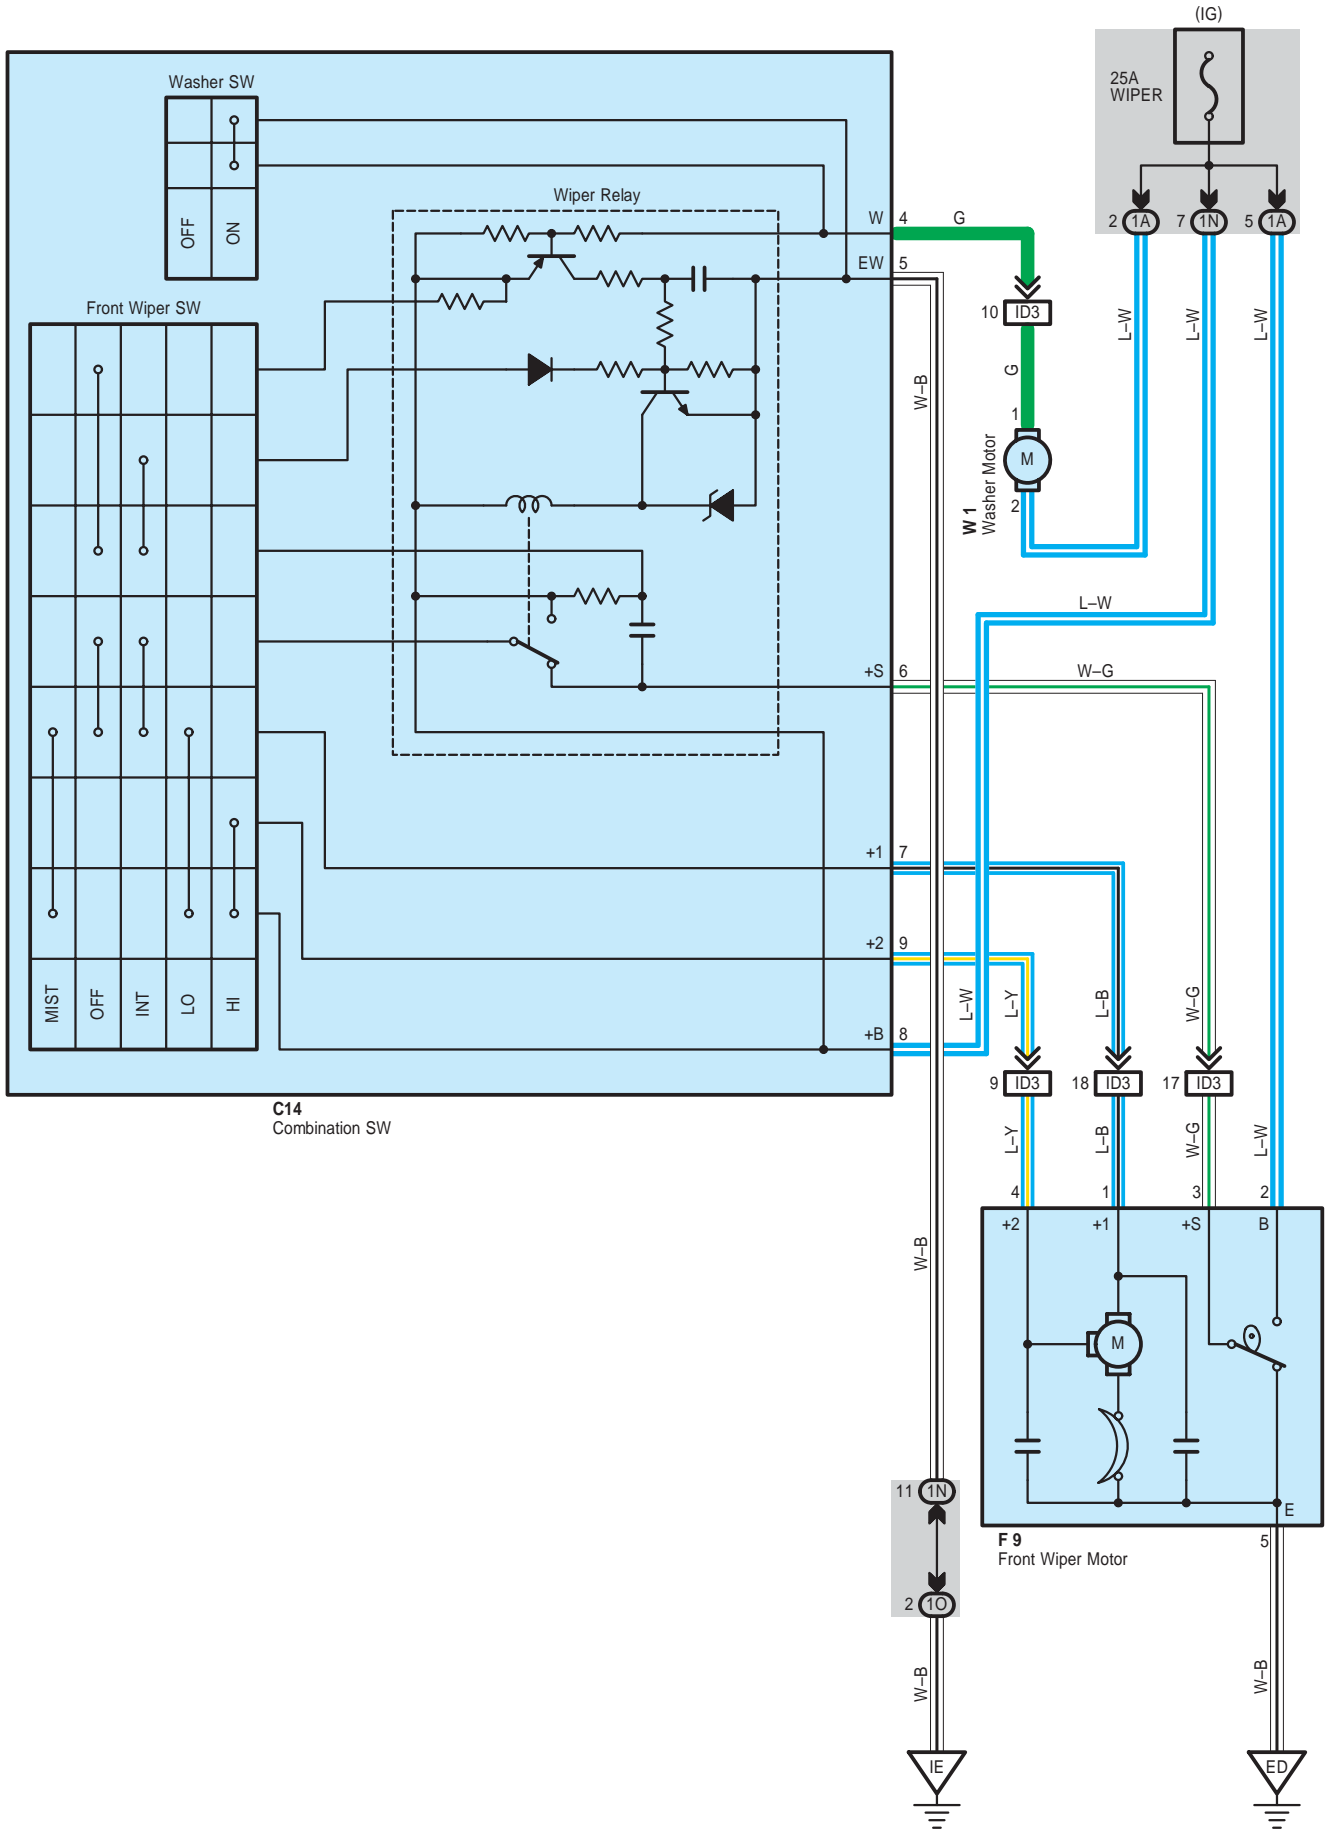 (IG)
25A
WIPER
2 1A
7 1N
5 1A
Washer SW
OFF
ON
Wiper Relay
W 4 G
EW 5
Front Wiper SW
10 ID3
L–W
L–W
L–W
G
W–B
1
M
2
W 1
Washer Motor
L–W
+S 6 W–G
+1 7
+2 9
+B 8
MIST
OFF
INT
LO
HI
L–W
L–Y
L–B
W–G
9 ID3
18 ID3
17 ID3
C14
Combination SW
L–Y
L–B
W–G
L–W
4
1
3
2
+2
+1
+S
B
W–B
M
E
11 1N
F 9
Front Wiper Motor
5
2 1O
W–B
W–B
IE
ED